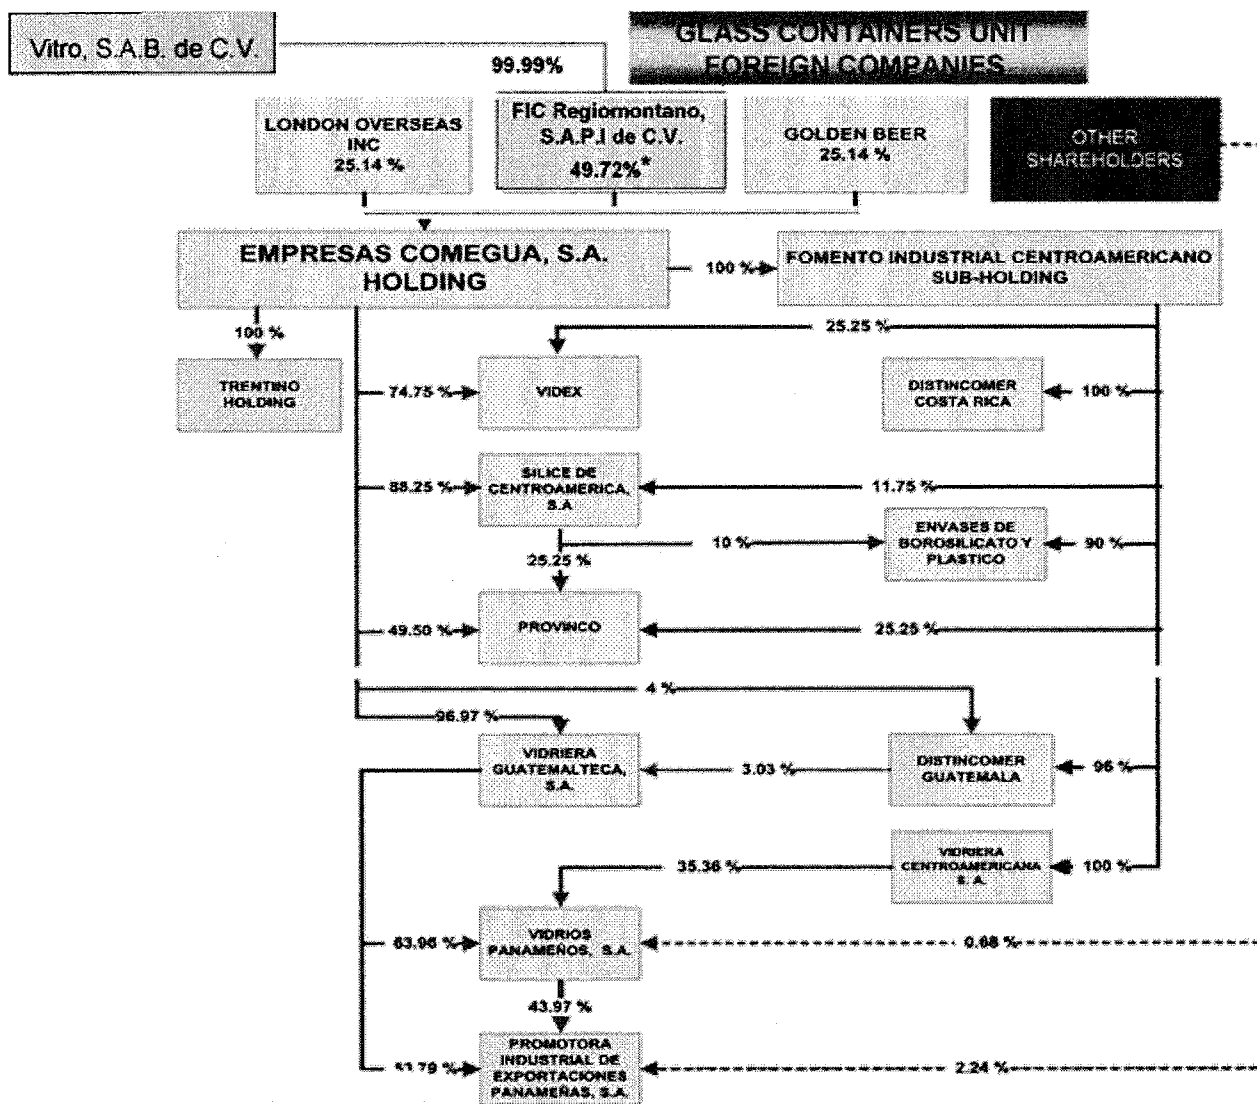 Vitro, S.A.B. de C.V.
GLASS CONTAINERS UNIT
FOREIGN COMPANIES
99.99%
LONDON OVERSEAS
INC
25.14 %
FIC Regiomontano,
S.A.P.I de C.V.
49.72%*
GOLDEN BEER
25.14 %
OTHER
SHAREHOLDERS
EMPRESAS COMEGUA, S.A.
HOLDING
100 %
FOMENTO INDUSTRIAL CENTROAMERICANO
SUB-HOLDING
100 %
25.25 %
TRENTINO
HOLDING
74.75 %
VIDEX
DISTINCOMER
COSTA RICA
100 %
88.25 %
SILICE DE
CENTROAMERICA,
S.A
11.75 %
10 %
ENVASES DE
BOROSILICATO Y
PLASTICO
90 %
25.25 %
49.50 %
PROVINCO
25.25 %
4 %
96.97 %
VIDRIERA
GUATEMALTECA,
S.A.
3.03 %
DISTINCOMER
GUATEMALA
96 %
35.36 %
VIDRIERA
CENTROAMERICANA
S. A.
100 %
63.96 %
VIDRIOS
PANAMEÑOS, S.A.
0.68 %
43.97 %
PROMOTORA
INDUSTRIAL DE
EXPORTACIONES
PANAMEÑAS, S.A.
2.24 %